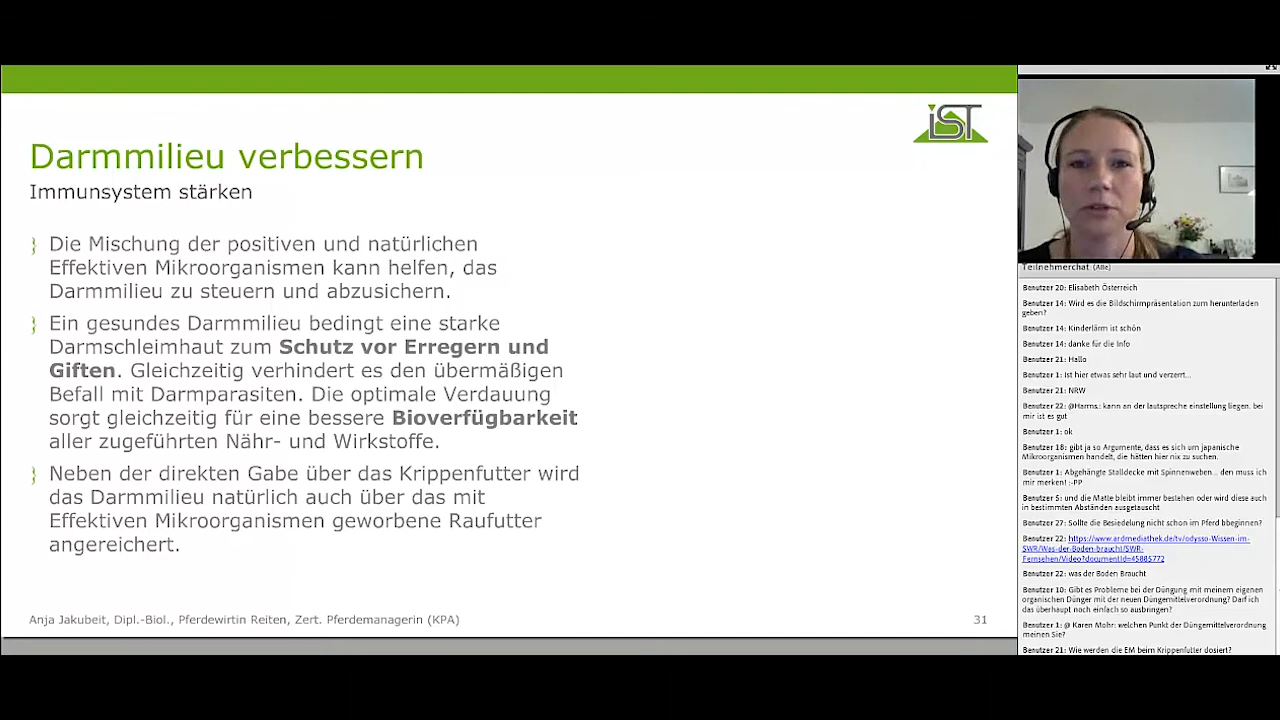 iST
Darmmilieu verbessern
Immunsystem stärken
Die Mischung der positiven und natürlichen
Effektiven Mikroorganismen kann helfen, das
Darmmilieu zu steuern und abzusichern.
Ein gesundes Darmmilieu bedingt eine starke
Darmschleimhaut zum Schutz vor Erregern und
Giften. Gleichzeitig verhindert es den übermäßigen
Befall mit Darmparasiten. Die optimale Verdauung
sorgt gleichzeitig für eine bessere Bioverfügbarkeit
aller zugeführten Nähr- und Wirkstoffe.
Neben der direkten Gabe über das Krippenfutter wird
das Darmmilieu natürlich auch über das mit
Effektiven Mikroorganismen geworbene Raufutter
angereichert.
Anja Jakubeit, Dipl.-Biol., Pferdewirtin Reiten, Zert. Pferdemanagerin (KPA)
31
Teilnehmerchat (Alle)
Benutzer 20: Elisabeth Österreich
Benutzer 14: Wird es die Bildschirmpräsentation zum herunterladen
geben?
Benutzer 14: Kinderlärm ist schön
Benutzer 14: danke für die Info
Benutzer 21: Hallo
Benutzer 1: Ist hier etwas sehr laut und verzerrt...
Benutzer 21: NRW
Benutzer 22: @Harms.: kann an der lautspreche einstellung liegen. bei
mir ist es gut
Benutzer 1: ok
Benutzer 18: gibt ja so Argumente, dass es sich um japanische
Mikroorganismen handelt, die hätten hier nix zu suchen.
Benutzer 1: Abgehängte Stalldecke mit Spinnenweben... den muss ich
mir merken! :-PP
Benutzer 5: und die Matte bleibt immer bestehen oder wird diese auch
in bestimmten Abständen ausgetauscht
Benutzer 27: Sollte die Besiedelung nicht schon im Pferd bbeginnen?
Benutzer 22: https://www.ardmediathek.de/tv/odysso-Wissen-im-
SWR/Was-der-Boden-braucht/SWR-
Fernsehen/Video?documentId=45885772
Benutzer 22: was der Boden Braucht
Benutzer 10: Gibt es Probleme bei der Düngung mit meinem eigenen
organischen Dünger mit der neuen Düngemittelverordnung? Darf ich
das überhaupt noch einfach so ausbringen?
Benutzer 1: @ Karen Mohr: welchen Punkt der Düngemittelverordnung
meinen Sie?
Benutzer 21: Wie werden die EM beim Krippenfutter dosiert?